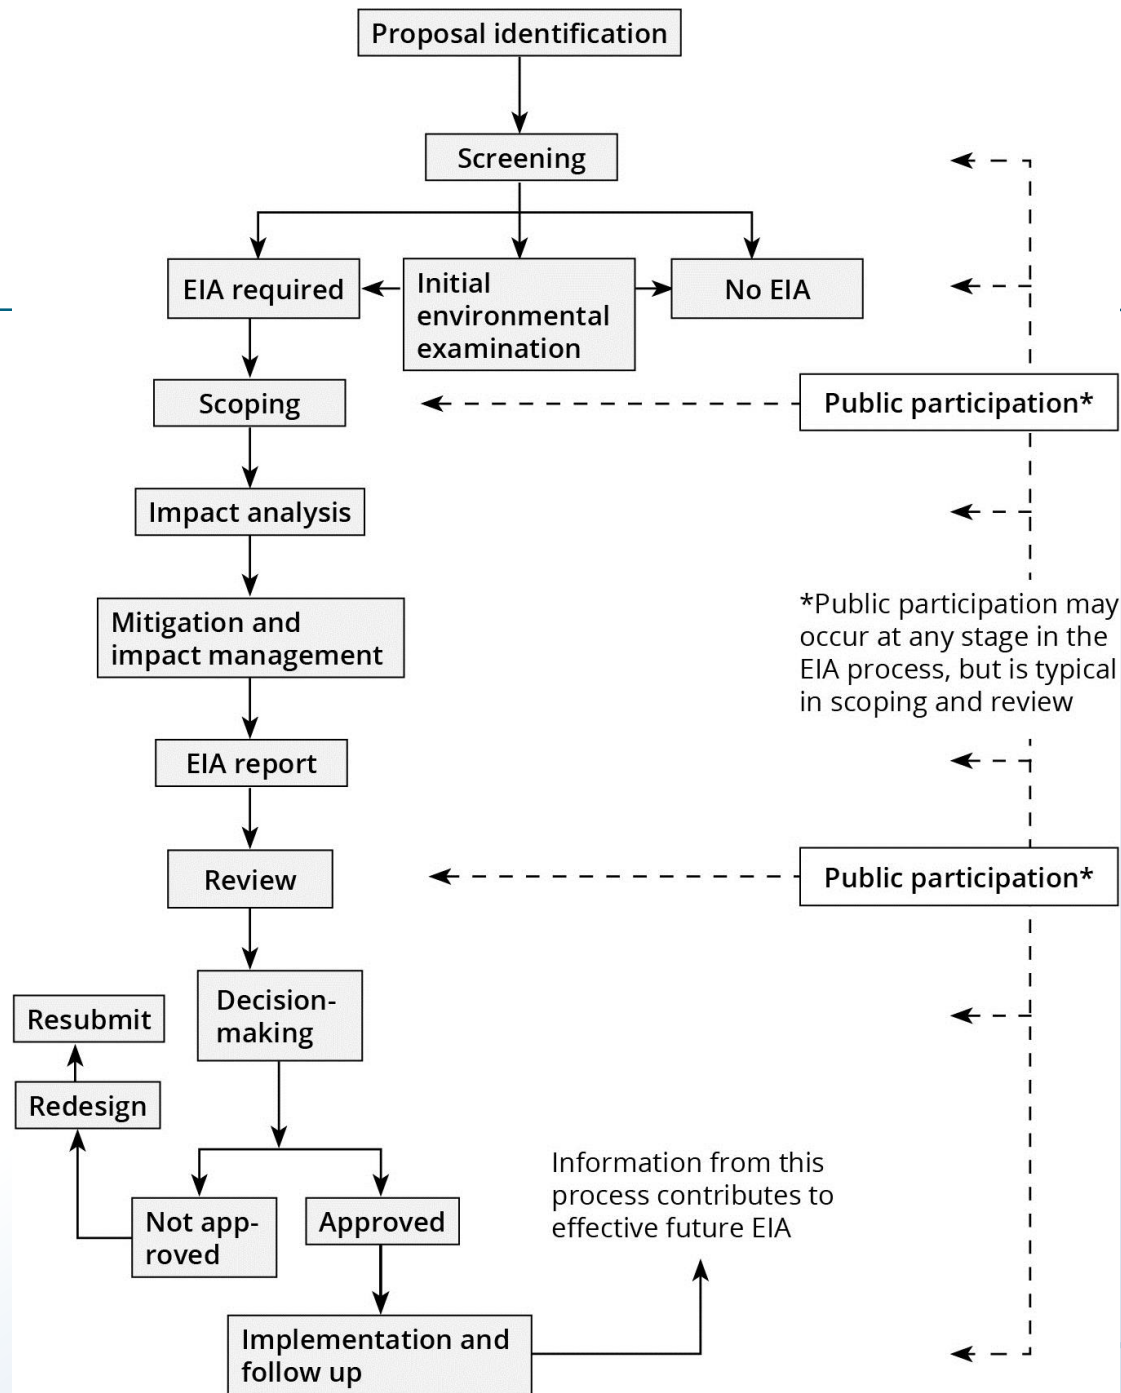 Proposal identification
Screening
EIA required
Initial
environmental
examination
No EIA
Scoping
Public participation*
Impact analysis
Mitigation and
impact management
*Public participation may
occur at any stage in the
EIA process, but is typical
in scoping and review
EIA report
Review
Public participation*
Decision-
making
Resubmit
Redesign
Not app-
roved
Approved
Information from this
process contributes to
effective future EIA
Implementation and
follow up